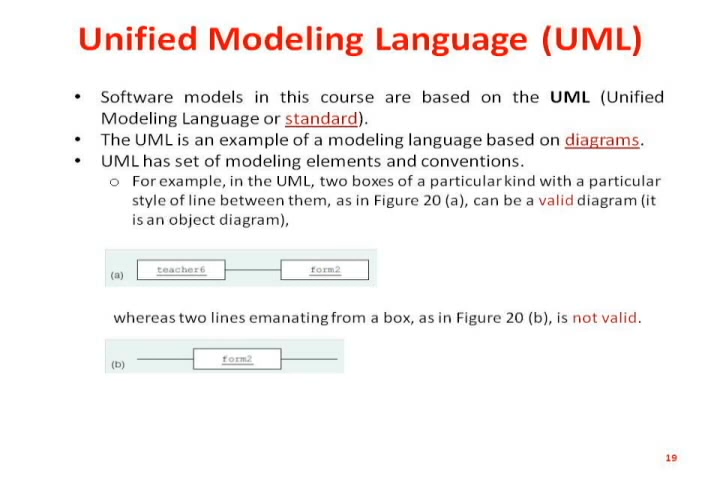 Unified Modeling Language (UML)
• Software models in this course are based on the UML (Unified
Modeling Language or standard).
• The UML is an example of a modeling language based on diagrams.
• UML has set of modeling elements and conventions.
o For example, in the UML, two boxes of a particular kind with a particular
style of line between them, as in Figure 20 (a), can be a valid diagram (it
is an object diagram),
(a) teacher6 form2
whereas two lines emanating from a box, as in Figure 20 (b), is not valid.
(b) form2
19